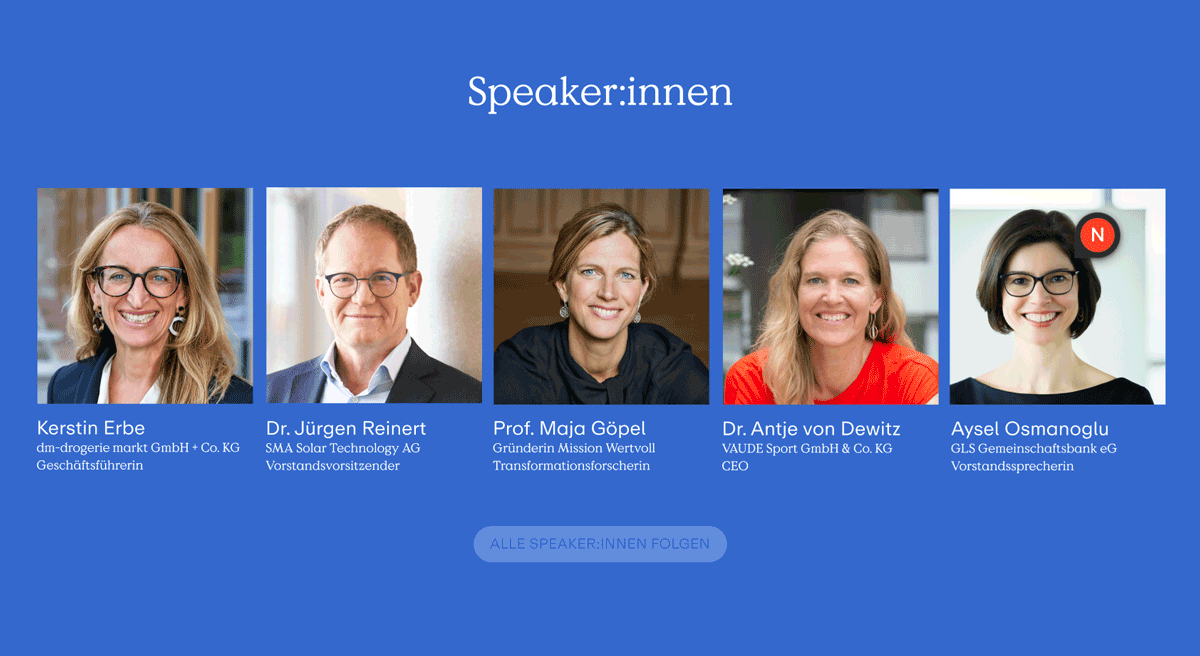 Speaker:innen
N
Kerstin Erbe
dm-drogerie markt GmbH + Co. KG
Geschäftsführerin
Dr. Jürgen Reinert
SMA Solar Technology AG
Vorstandsvorsitzender
Prof. Maja Göpel
Gründerin Mission Wertvoll
Transformationsforscherin
Dr. Antje von Dewitz
VAUDE Sport GmbH & Co. KG
CEO
Aysel Osmanoglu
GLS Gemeinschaftsbank eG
Vorstandssprecherin
ALLE SPEAKER:INNEN FOLGEN